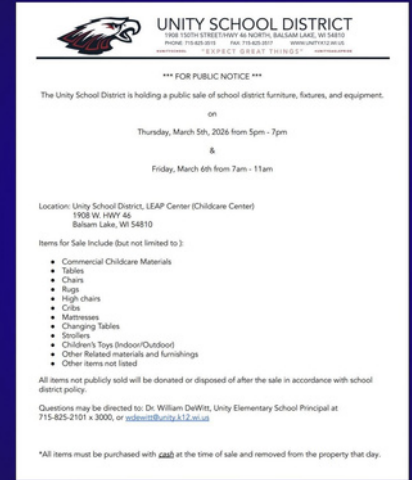 UNITY SCHOOL DISTRICT
1908 150TH STREET/HWY 46 NORTH, BALSAM LAKE, WI 54810
PHONE: 715-825-3515 FAX: 715-825-3517 WWW.UNITY.K12.WI.US
"EXPECT GREAT THINGS"
*** FOR PUBLIC NOTICE ***
The Unity School District is holding a public sale of school district furniture, fixtures, and equipment.
on
Thursday, March 5th, 2026 from 5pm - 7pm
&
Friday, March 6th from 7am - 11am
Location: Unity School District, LEAP Center (Childcare Center)
1908 W. HWY 46
Balsam Lake, WI 54810
Items for Sale Include (but not limited to ):
● Commercial Childcare Materials
● Tables
● Chairs
● Rugs
● High chairs
● Cribs
● Mattresses
● Changing Tables
● Strollers
● Children's Toys (Indoor/Outdoor)
● Other Related materials and furnishings
● Other items not listed
All items not publicly sold will be donated or disposed of after the sale in accordance with school
district policy.
Questions may be directed to: Dr. William DeWitt, Unity Elementary School Principal at
715-825-2101 x 3000, or wdewitt@unity.k12.wi.us
*All items must be purchased with cash at the time of sale and removed from the property that day.